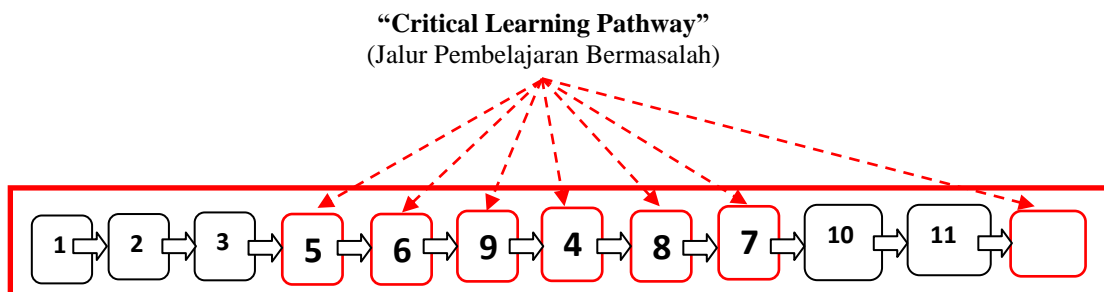 “Critical Learning Pathway”
(Jalur Pembelajaran Bermasalah)
1 2 3 5 6 9 4 8 7 10 11